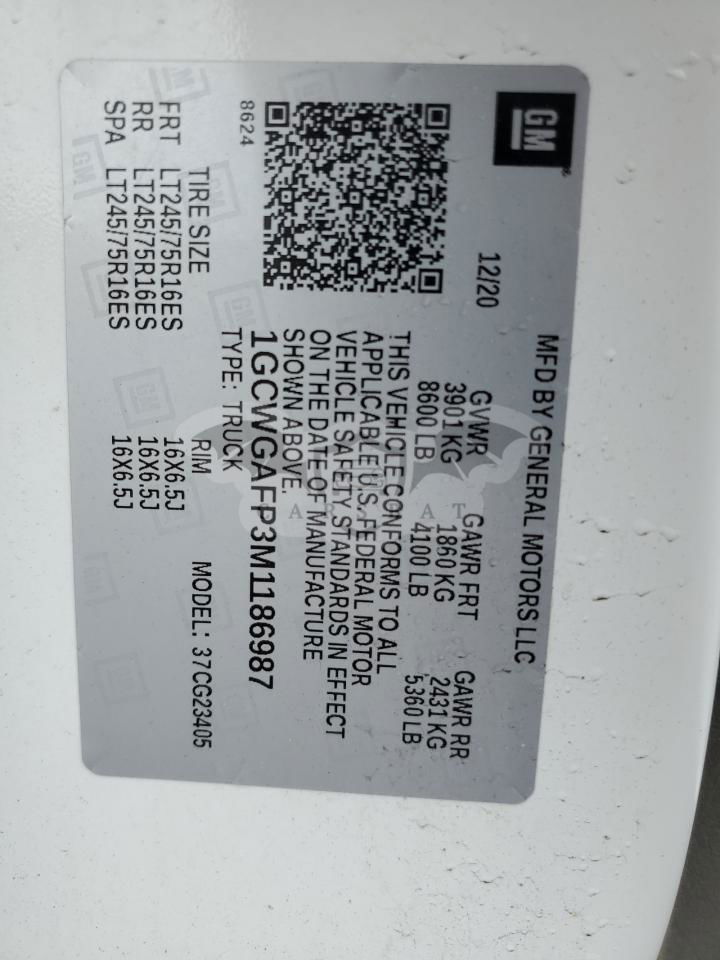 GM
MFD BY GENERAL MOTORS LLC
12/20
GVWR GAWR FRT GAWR RR
3901 KG 1860 KG 2431 KG
8600 LB 4100 LB 5360 LB
THIS VEHICLE CONFORMS TO ALL
APPLICABLE U.S. FEDERAL MOTOR
VEHICLE SAFETY STANDARDS IN EFFECT
ON THE DATE OF MANUFACTURE
SHOWN ABOVE.
1GCWGAFP3M1186987
TYPE: TRUCK
8624
MODEL: 37CG23405
TIRE SIZE RIM
FRT LT245/75R16ES 16X6.5J
RR LT245/75R16ES 16X6.5J
SPA LT245/75R16ES 16X6.5J